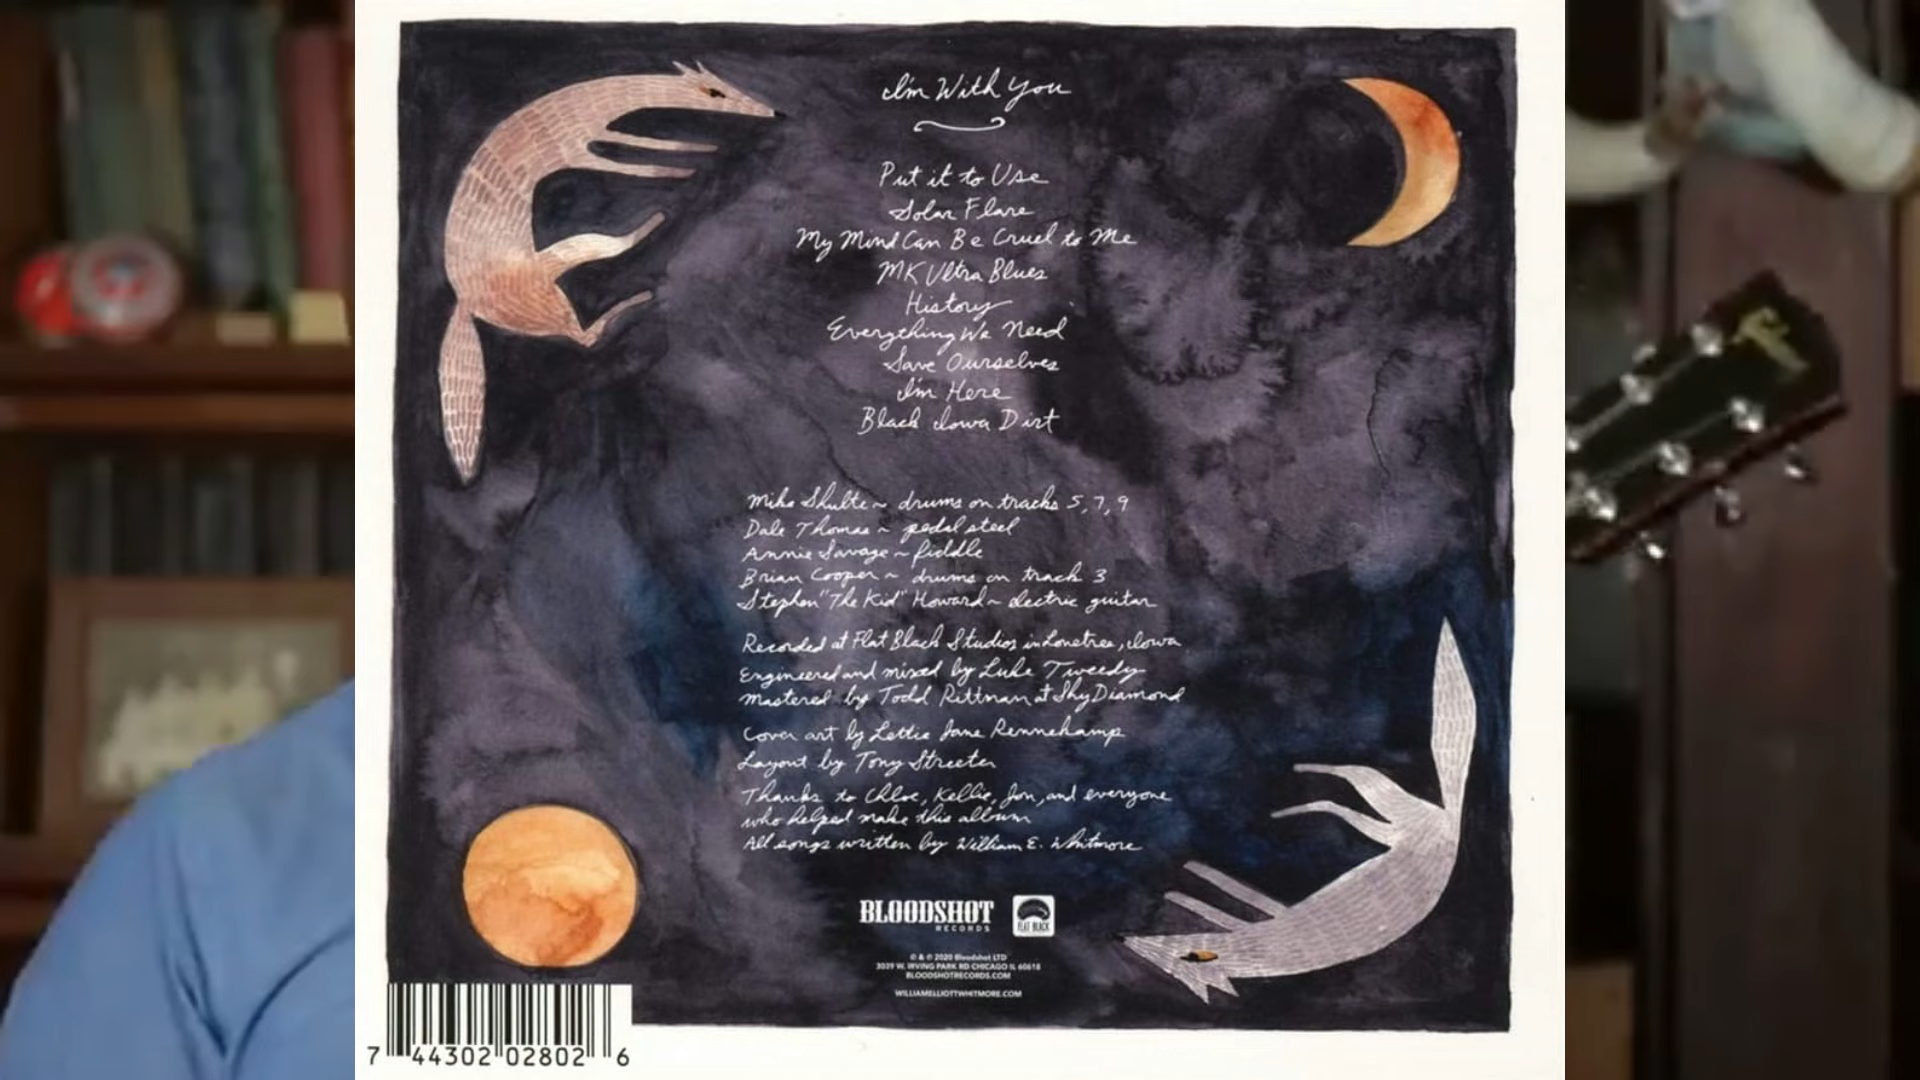 I'm With You
Put it to Use
Solar Flare
My Mind Can Be Cruel to Me
MK Ultra Blues
History
Everything We Need
Save Ourselves
I'm Here
Black Iowa Dirt
Mike Shulte ~ drums on tracks 5, 7, 9
Dale Thomas ~ pedal steel
Annie Savage ~ fiddle
Brian Cooper ~ drums on track 3
Stephen "The Kid" Howard ~ electric guitar
Recorded at Flat Black Studios in Lonetree, Iowa
Engineered and mixed by Luke Tweedy
Mastered by Todd Rittman at Shy Diamond
Cover art by Lettie Jane Rennekamp
Layout by Tony Streeter
Thanks to Chloe, Kellie, Jon, and everyone
who helped make this album
All songs written by William E. Whitmore
BLOODSHOT
RECORDS
FLAT BLACK
© & ℗ 2020 Bloodshot LTD
3039 W. IRVING PARK RD CHICAGO IL 60618
BLOODSHOTRECORDS.COM
WILLIAMELLIOTTWHITMORE.COM
7 44302 02802 6